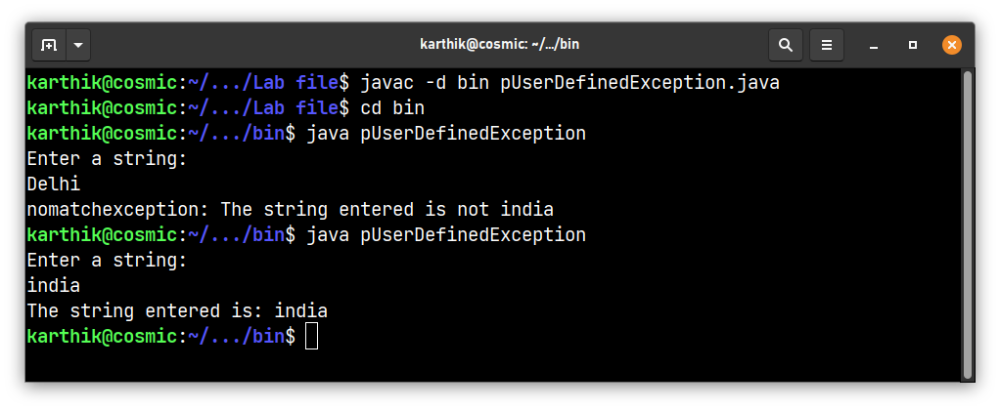 karthik@cosmic: ~/.../bin
karthik@cosmic:~/.../Lab file$ javac -d bin pUserDefinedException.java
karthik@cosmic:~/.../Lab file$ cd bin
karthik@cosmic:~/.../bin$ java pUserDefinedException
Enter a string:
Delhi
nomatchexception: The string entered is not india
karthik@cosmic:~/.../bin$ java pUserDefinedException
Enter a string:
india
The string entered is: india
karthik@cosmic:~/.../bin$